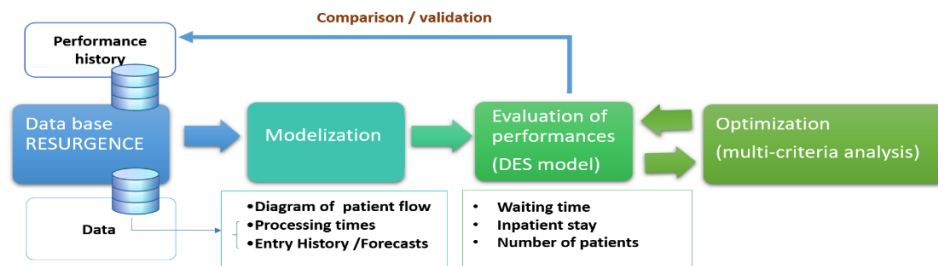 Comparison / validation
Performance
history
Data base
RESURGENCE
Modelization
Evaluation of
performances
(DES model)
Optimization
(multi-criteria analysis)
Data
•Diagram of patient flow
•Processing times
•Entry History /Forecasts
• Waiting time
• Inpatient stay
• Number of patients